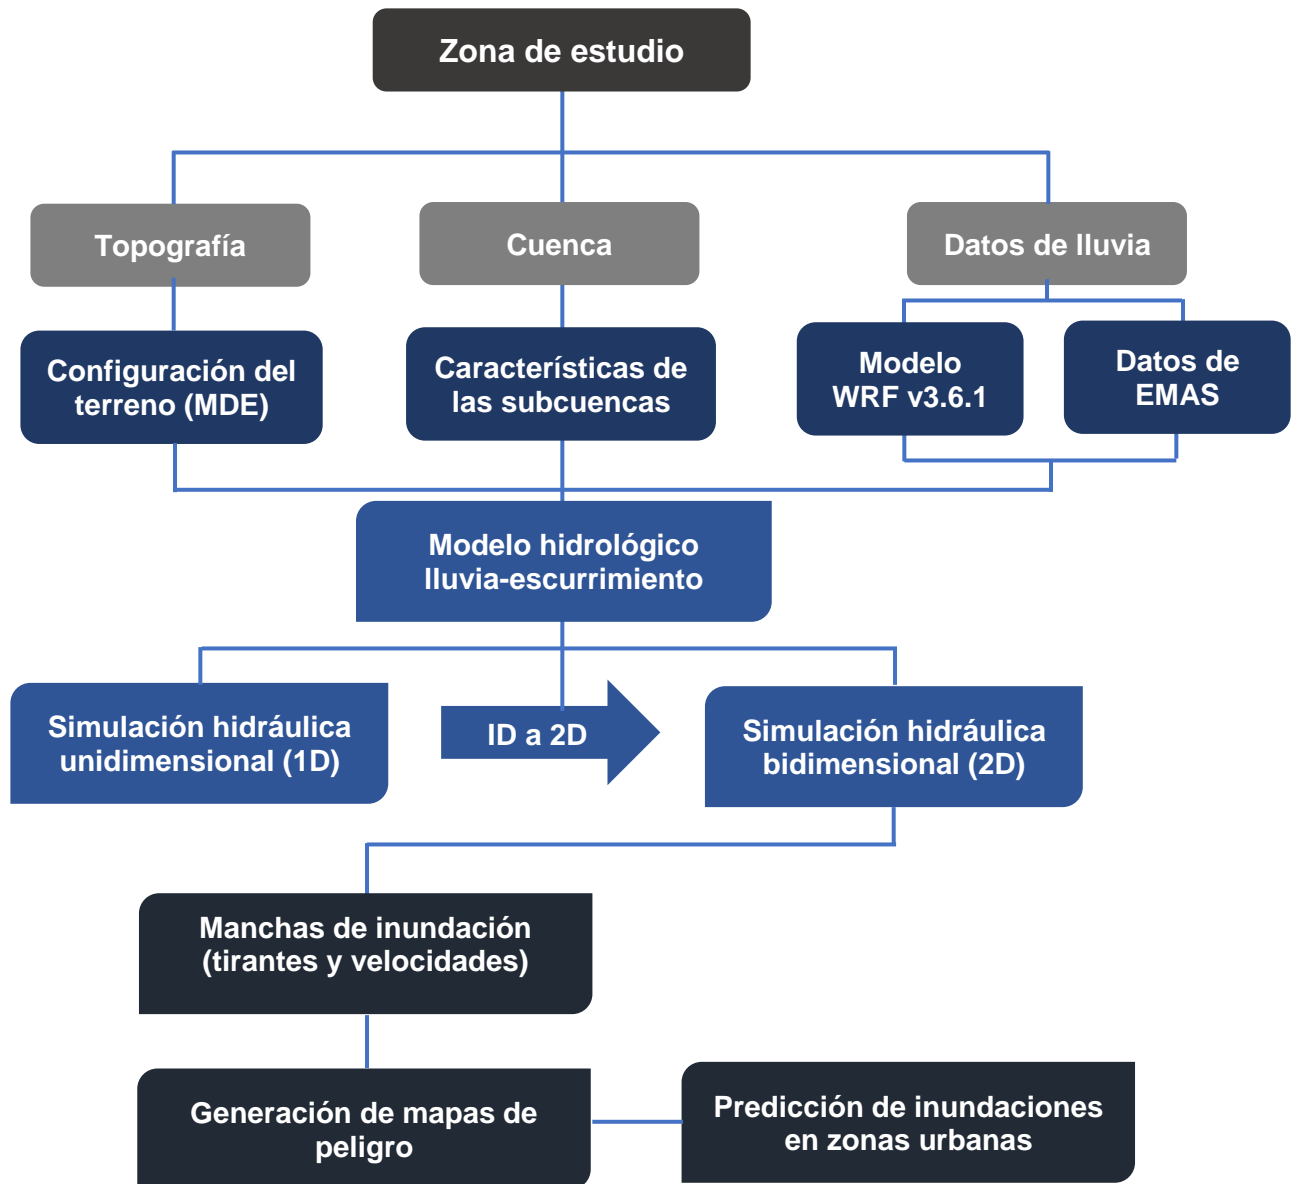 Zona de estudio
Topografía
Cuenca
Datos de lluvia
Configuración del
terreno (MDE)
Características de
las subcuencas
Modelo
WRF v3.6.1
Datos de
EMAS
Modelo hidrológico
lluvia-escurrimiento
Simulación hidráulica
unidimensional (1D)
ID a 2D
Simulación hidráulica
bidimensional (2D)
Manchas de inundación
(tirantes y velocidades)
Generación de mapas de
peligro
Predicción de inundaciones
en zonas urbanas